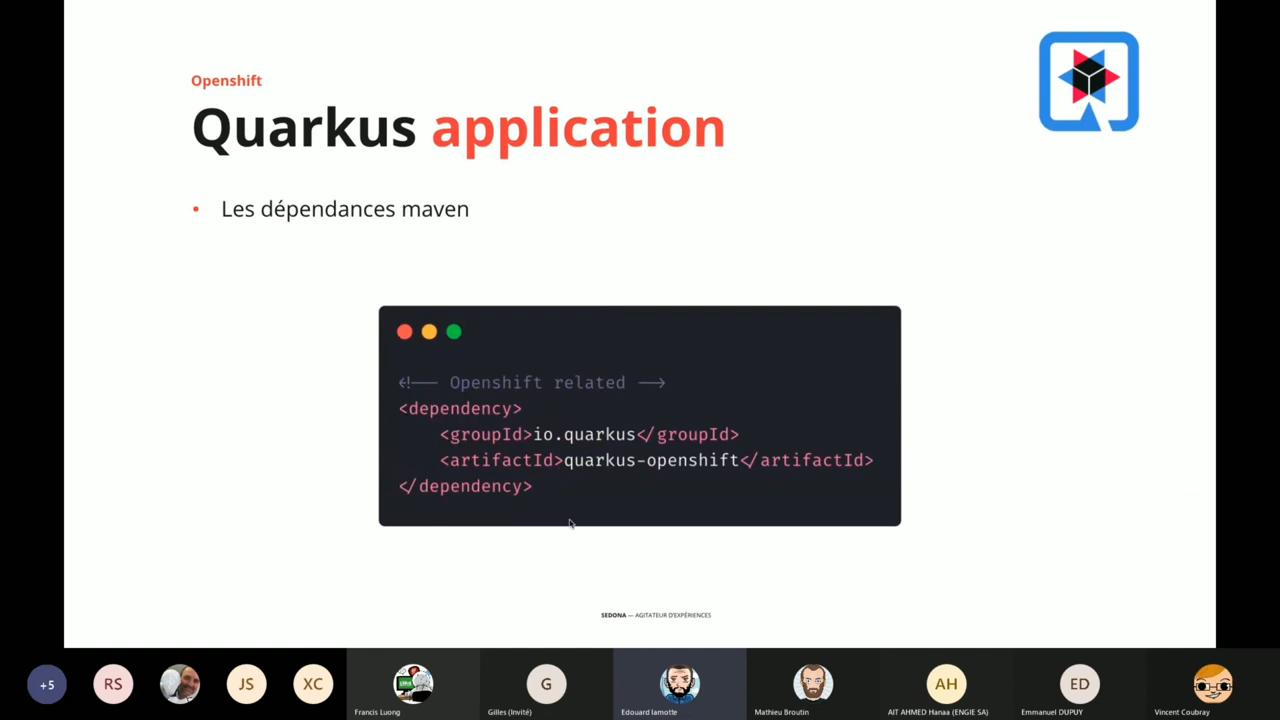 Openshift
Quarkus application
• Les dépendances maven
<!-- Openshift related -->
<dependency>
<groupId>io.quarkus</groupId>
<artifactId>quarkus-openshift</artifactId>
</dependency>
SEDONA — AGITATEUR D'EXPÉRIENCES
+5
RS
JS
XC
G
AH
ED
Francis Luong
Gilles (Invité)
Edouard lamotte
Mathieu Broutin
AIT AHMED Hanaa (ENGIE SA)
Emmanuel DUPUY
Vincent Coubray